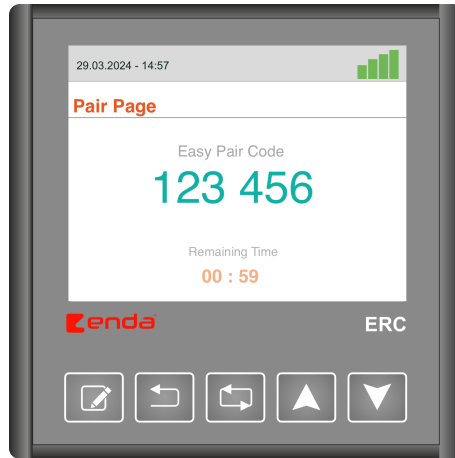 29.03.2024 - 14:57
Pair Page
Easy Pair Code
123 456
Remaining Time
00 : 59
enda
ERC